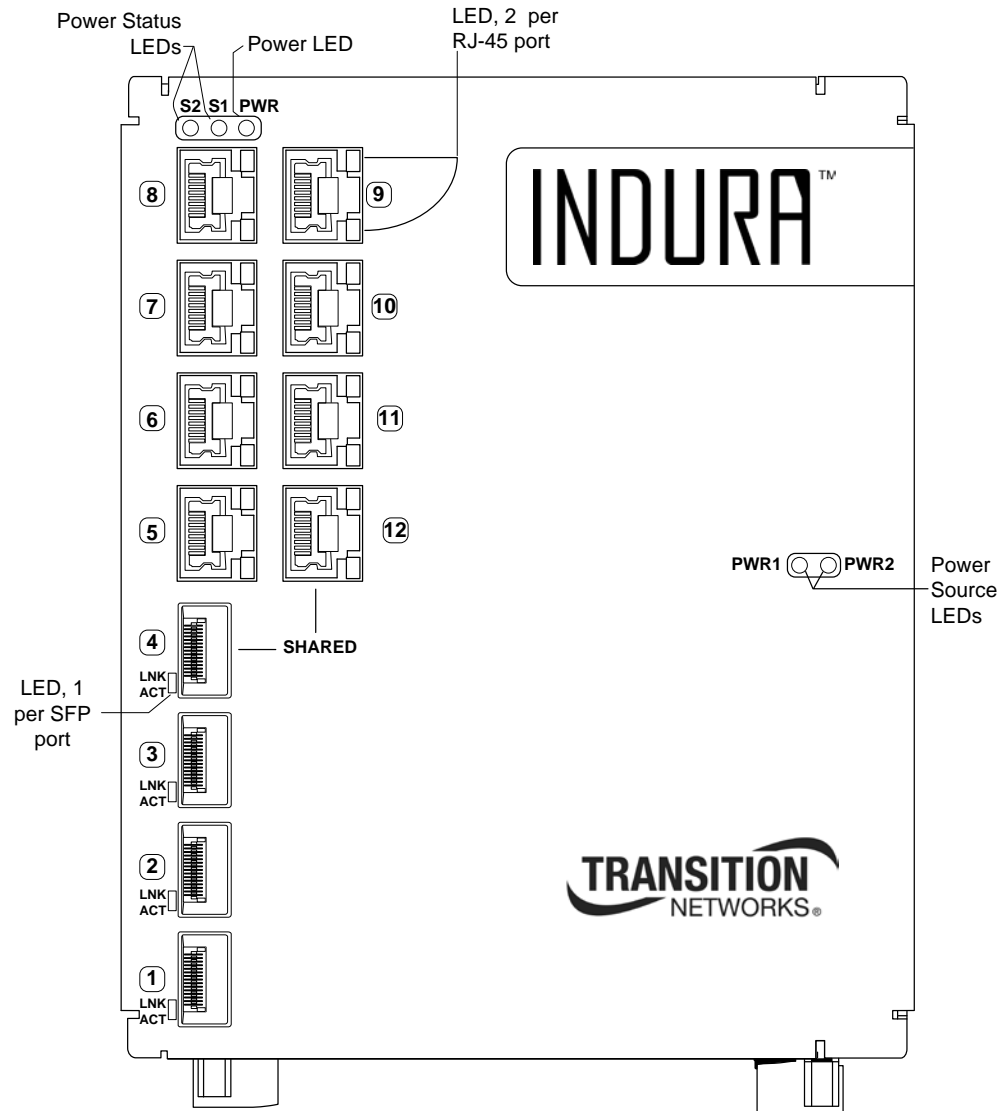 Power Status
LEDs
Power LED
LED, 2 per
RJ-45 port
S2 S1 PWR
8
9
INDURA™
7
10
6
11
5
12
PWR1
PWR2
Power
Source
LEDs
4
SHARED
LNK
ACT
LED, 1
per SFP
port
3
LNK
ACT
2
LNK
ACT
TRANSITION
NETWORKS®
1
LNK
ACT